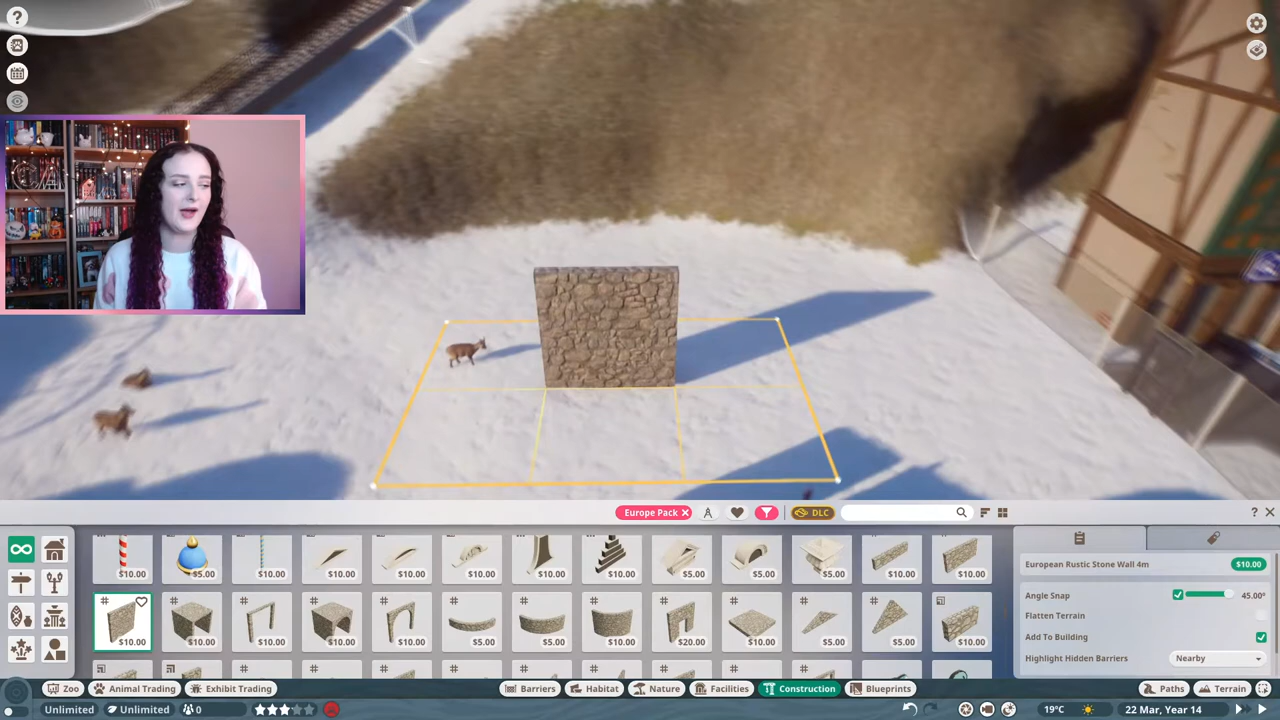 ?
Europe Pack ×
DLC
? ×
$10.00 $5.00 $10.00 $10.00 $10.00 $10.00 $10.00 $10.00 $5.00 $5.00 $5.00 $10.00 $10.00
$10.00 $10.00 $10.00 $10.00 $10.00 $5.00 $5.00 $10.00 $20.00 $10.00 $5.00 $5.00 $10.00
European Rustic Stone Wall 4m $10.00
Angle Snap 45.00°
Flatten Terrain
Add To Building
Highlight Hidden Barriers Nearby
Zoo Animal Trading Exhibit Trading Barriers Habitat Nature Facilities Construction Blueprints Paths Terrain
Unlimited Unlimited 0 19°C 22 Mar, Year 14